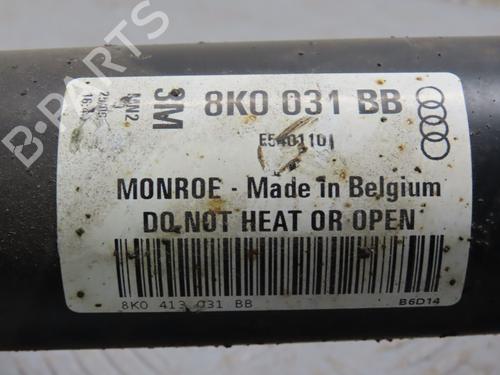 B-PARTS
3M
8K0 031 BB
E5401101
MONROE - Made in Belgium
DO NOT HEAT OR OPEN
8K0 413 031 BB
B6D14